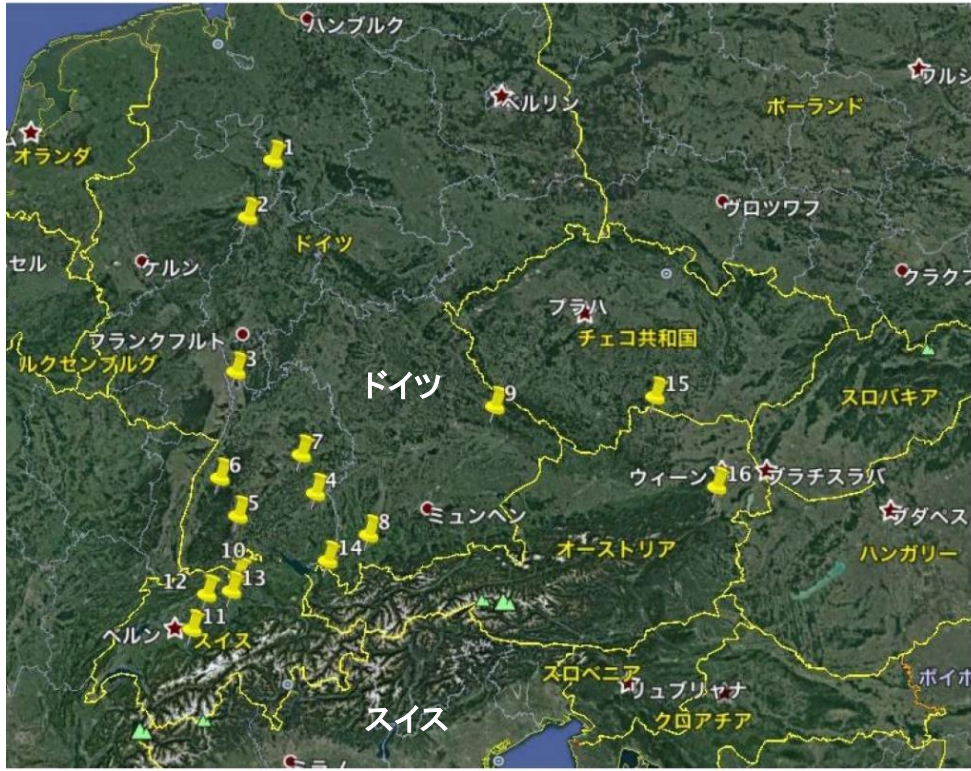 ハンブルク
ベルリン
ワルシ
ポーランド
ム
オランダ
1
2
ヴロツワフ
ドイツ
セル
ケルン
クラクフ
プラハ
フランクフルト
チェコ共和国
ルクセンブルグ
3
ドイツ
9
15
スロバキア
7
6
4
ウィーン
16
ブラチスラバ
5
8
ミュンヘン
ブダペス
14
オーストリア
ハンガリー
10
12
13
11
ベルン
スイス
スロベニア
リュブリャナ
ボイボ
スイス
クロアチア
ミラノ